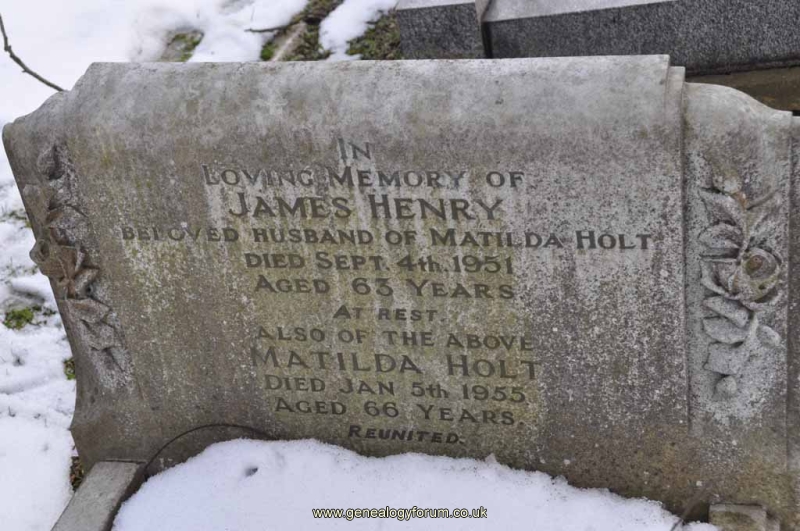 IN
LOVING MEMORY OF
JAMES HENRY
BELOVED HUSBAND OF MATILDA HOLT
DIED SEPT. 4th. 1951
AGED 63 YEARS
AT REST.
ALSO OF THE ABOVE
MATILDA HOLT
DIED JAN 5th 1955.
AGED 66 YEARS.
REUNITED.
www.genealogyforum.co.uk